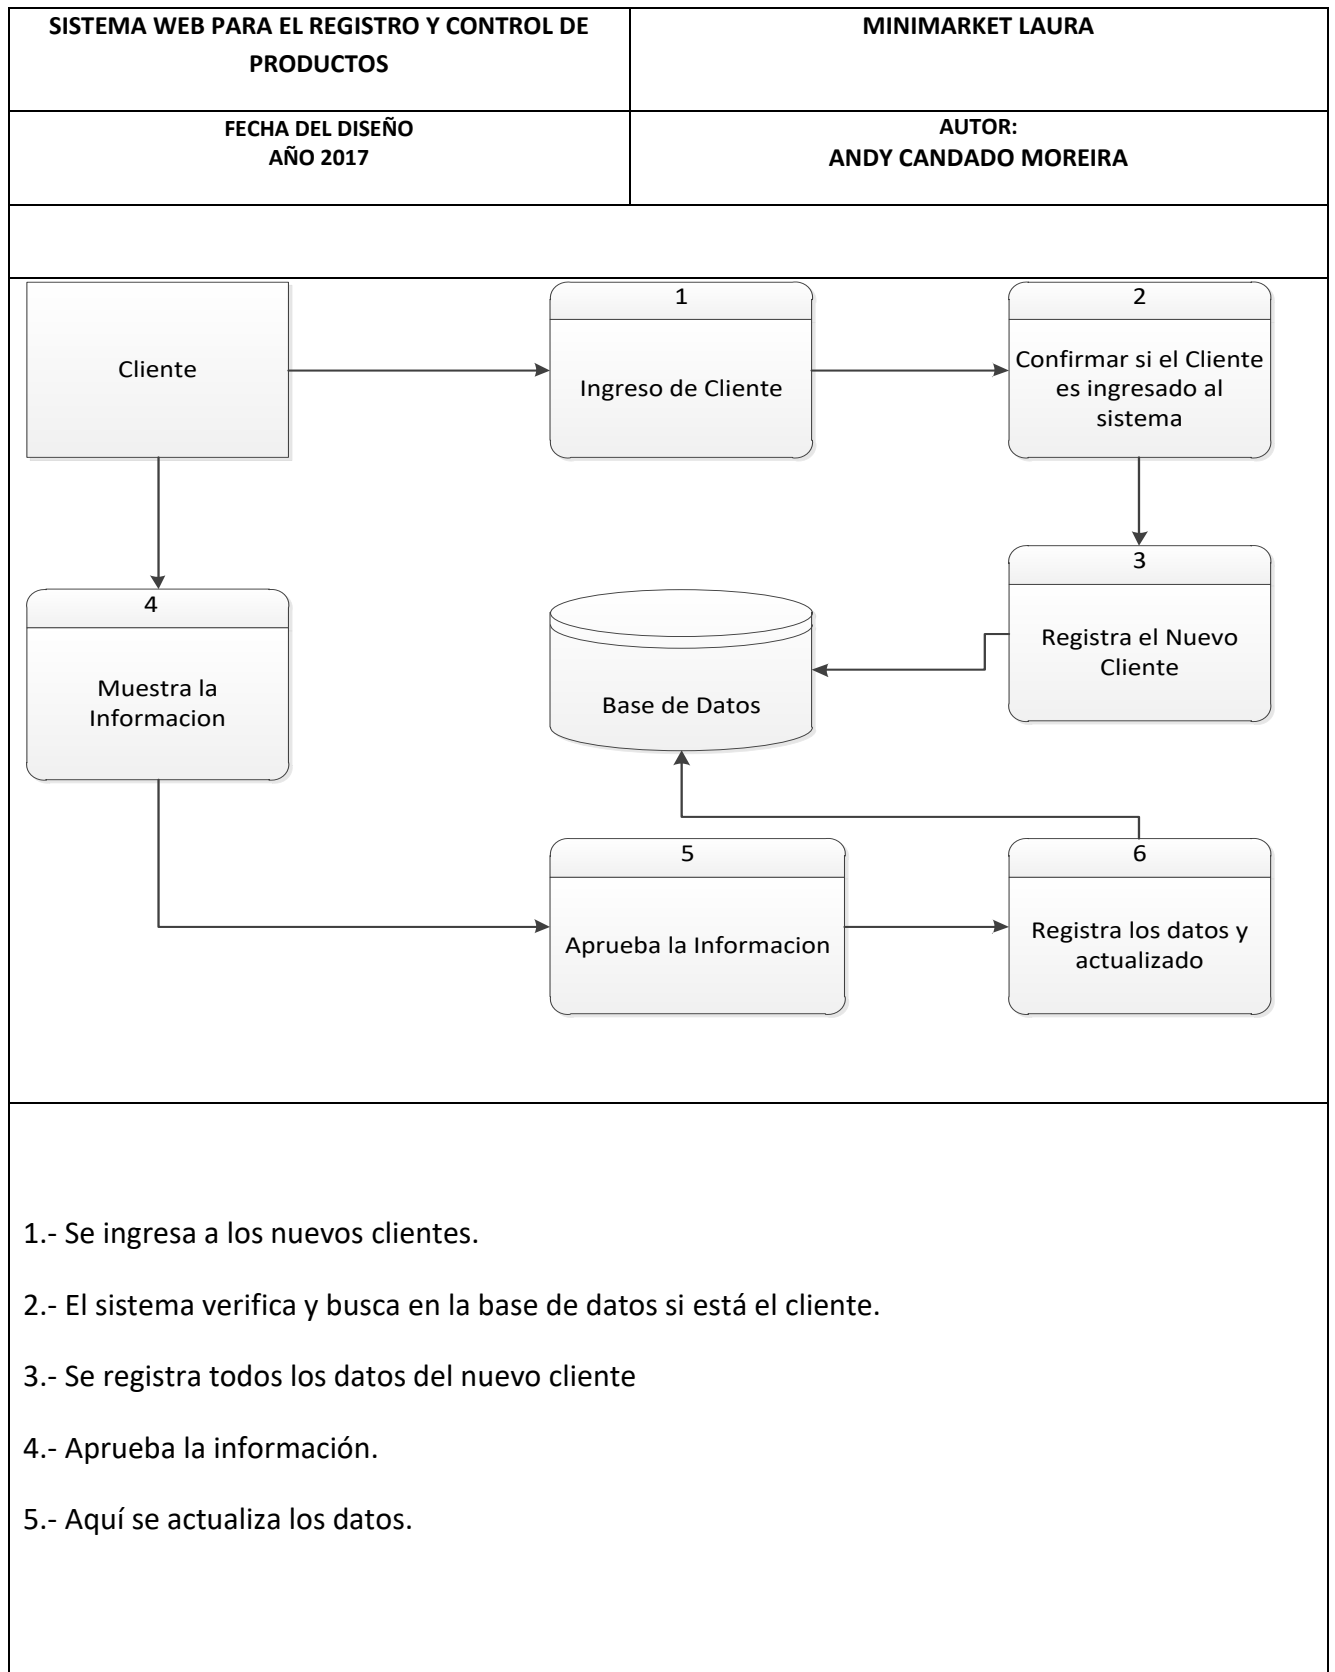 SISTEMA WEB PARA EL REGISTRO Y CONTROL DE
PRODUCTOS
MINIMARKET LAURA
FECHA DEL DISEÑO
AÑO 2017
AUTOR:
ANDY CANDADO MOREIRA
Cliente
1
Ingreso de Cliente
2
Confirmar si el Cliente
es ingresado al
sistema
3
Registra el Nuevo
Cliente
4
Muestra la
Informacion
Base de Datos
5
Aprueba la Informacion
6
Registra los datos y
actualizado
1.- Se ingresa a los nuevos clientes.
2.- El sistema verifica y busca en la base de datos si está el cliente.
3.- Se registra todos los datos del nuevo cliente
4.- Aprueba la información.
5.- Aquí se actualiza los datos.